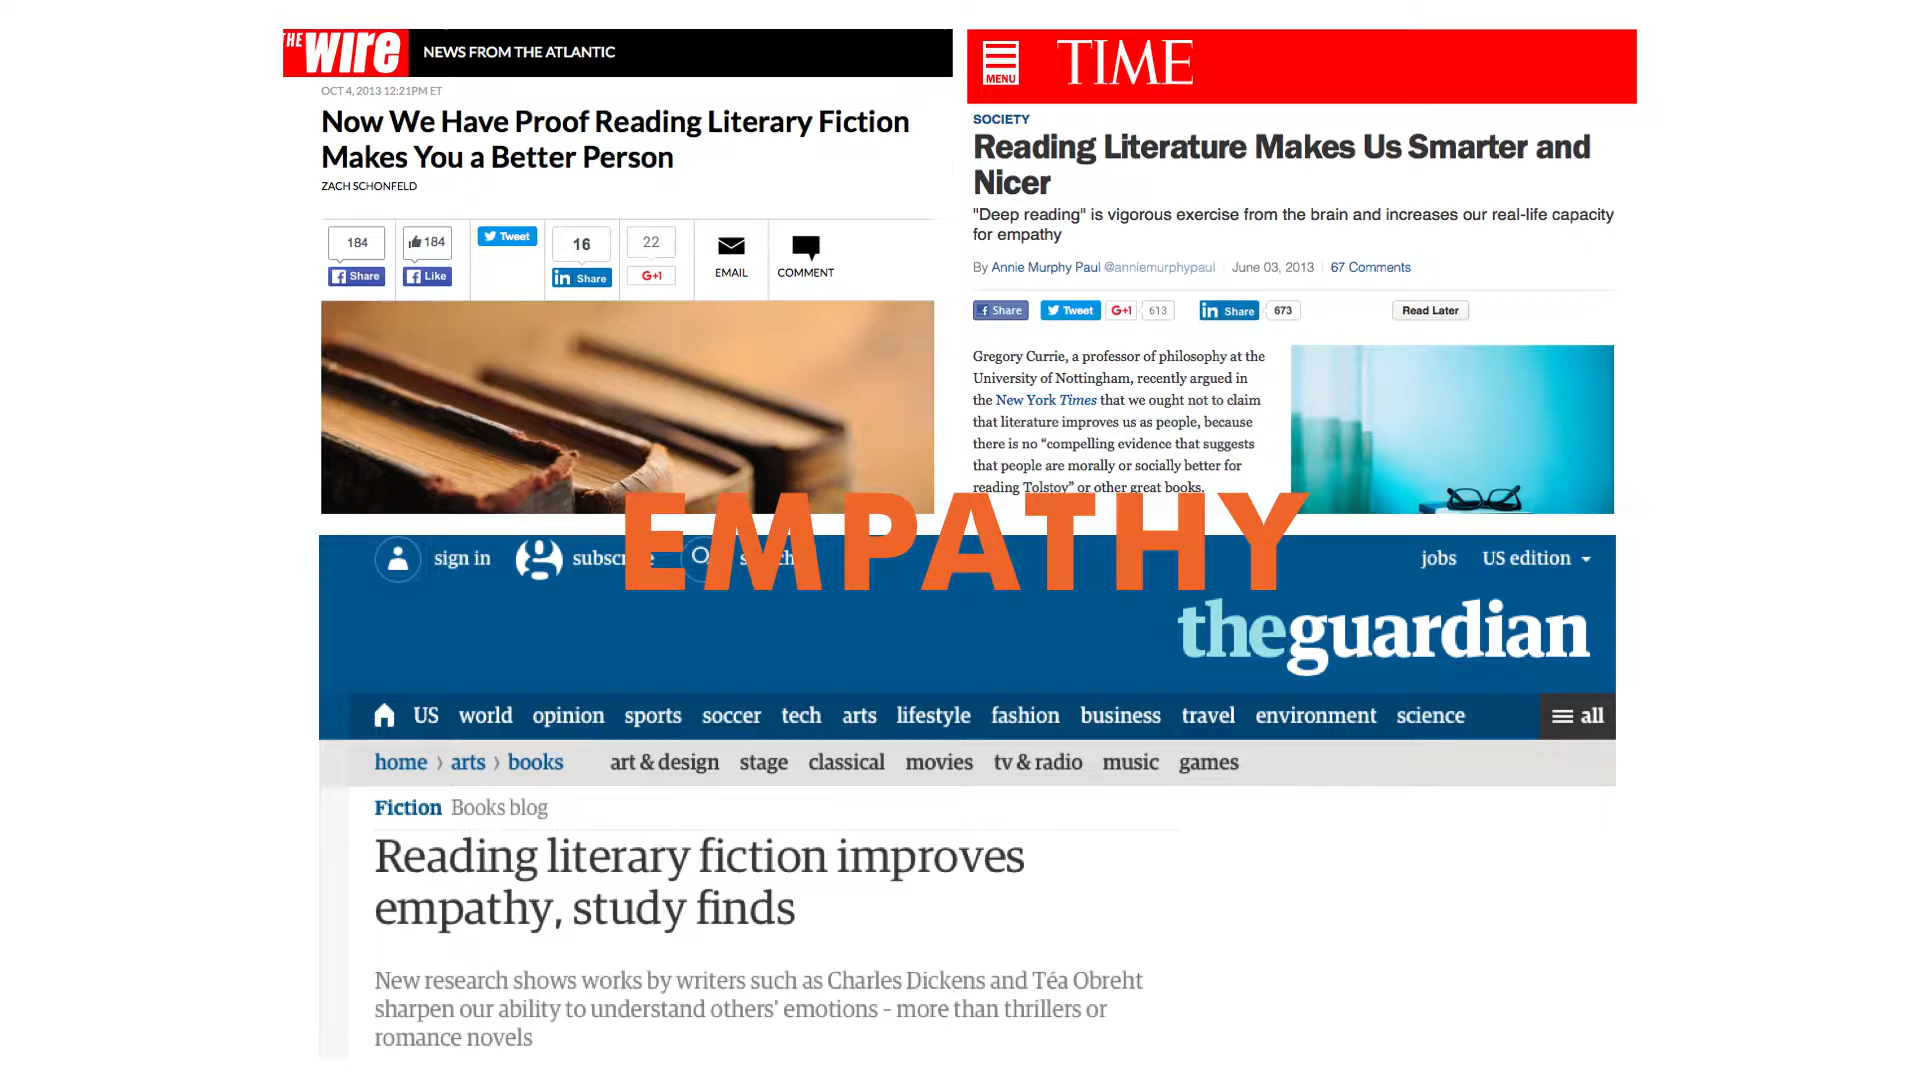 THE wire NEWS FROM THE ATLANTIC
OCT 4, 2013 12:21PM ET
Now We Have Proof Reading Literary Fiction
Makes You a Better Person
ZACH SCHONFELD
184
Share
184
Like
Tweet
16
in Share
22
G+1
EMAIL
COMMENT
MENU
TIME
SOCIETY
Reading Literature Makes Us Smarter and
Nicer
"Deep reading" is vigorous exercise from the brain and increases our real-life capacity
for empathy
By Annie Murphy Paul @anniemurphypaul June 03, 2013 67 Comments
Share Tweet G+1 613 in Share 673 Read Later
Gregory Currie, a professor of philosophy at the
University of Nottingham, recently argued in
the New York Times that we ought not to claim
that literature improves us as people, because
there is no “compelling evidence that suggests
that people are morally or socially better for
reading Tolstoy” or other great books.
EMPATHY
sign in subscribe search jobs US edition
theguardian
US world opinion sports soccer tech arts lifestyle fashion business travel environment science all
home › arts › books art & design stage classical movies tv & radio music games
Fiction Books blog
Reading literary fiction improves
empathy, study finds
New research shows works by writers such as Charles Dickens and Téa Obreht
sharpen our ability to understand others' emotions – more than thrillers or
romance novels